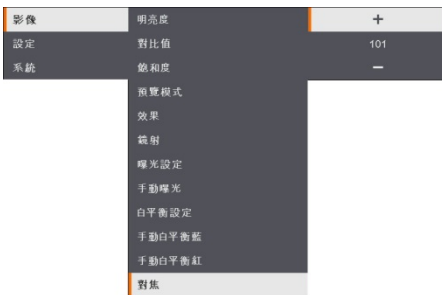 影像
設定
系統
明亮度
對比值
飽和度
預覽模式
效果
鏡射
曝光設定
手動曝光
白平衡設定
手動白平衡藍
手動白平衡紅
對焦
+
101
−